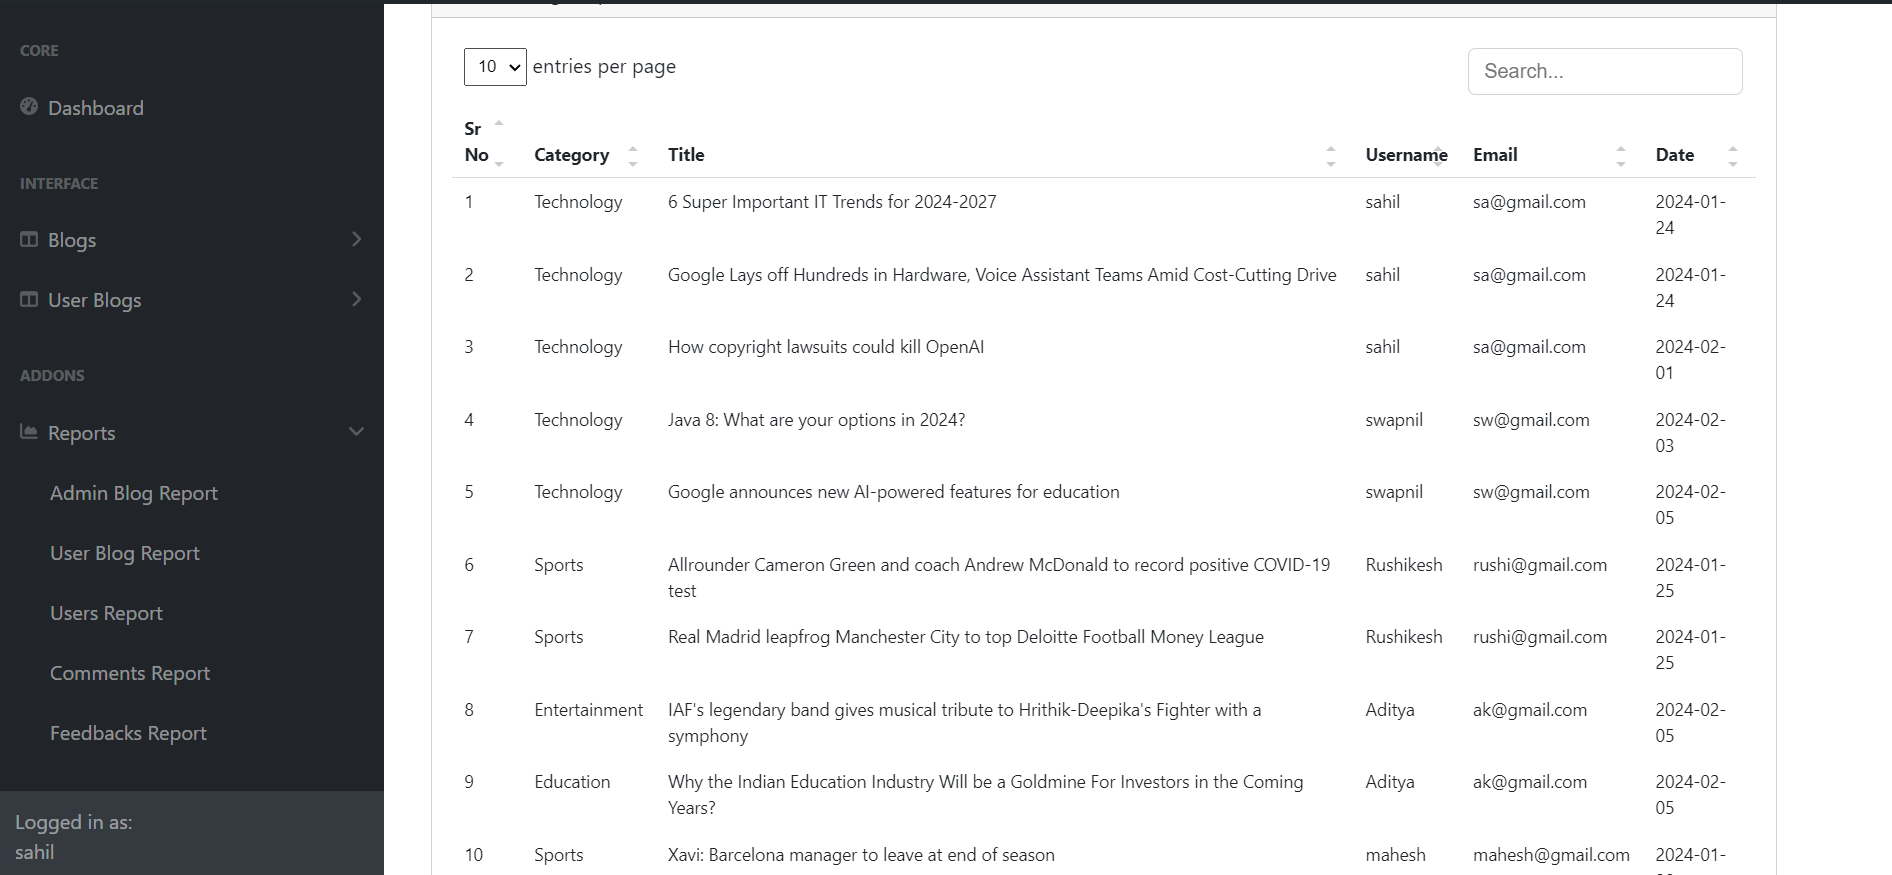 CORE
Dashboard
INTERFACE
Blogs
User Blogs
ADDONS
Reports
Admin Blog Report
User Blog Report
Users Report
Comments Report
Feedbacks Report
Logged in as:
sahil
10 entries per page
Search...
Sr
No Category Title Username Email Date
1 Technology 6 Super Important IT Trends for 2024-2027 sahil sa@gmail.com 2024-01-
24
2 Technology Google Lays off Hundreds in Hardware, Voice Assistant Teams Amid Cost-Cutting Drive sahil sa@gmail.com 2024-01-
24
3 Technology How copyright lawsuits could kill OpenAI sahil sa@gmail.com 2024-02-
01
4 Technology Java 8: What are your options in 2024? swapnil sw@gmail.com 2024-02-
03
5 Technology Google announces new AI-powered features for education swapnil sw@gmail.com 2024-02-
05
6 Sports Allrounder Cameron Green and coach Andrew McDonald to record positive COVID-19 Rushikesh rushi@gmail.com 2024-01-
test 25
7 Sports Real Madrid leapfrog Manchester City to top Deloitte Football Money League Rushikesh rushi@gmail.com 2024-01-
25
8 Entertainment IAF's legendary band gives musical tribute to Hrithik-Deepika's Fighter with a Aditya ak@gmail.com 2024-02-
symphony 05
9 Education Why the Indian Education Industry Will be a Goldmine For Investors in the Coming Aditya ak@gmail.com 2024-02-
Years? 05
10 Sports Xavi: Barcelona manager to leave at end of season mahesh mahesh@gmail.com 2024-01-